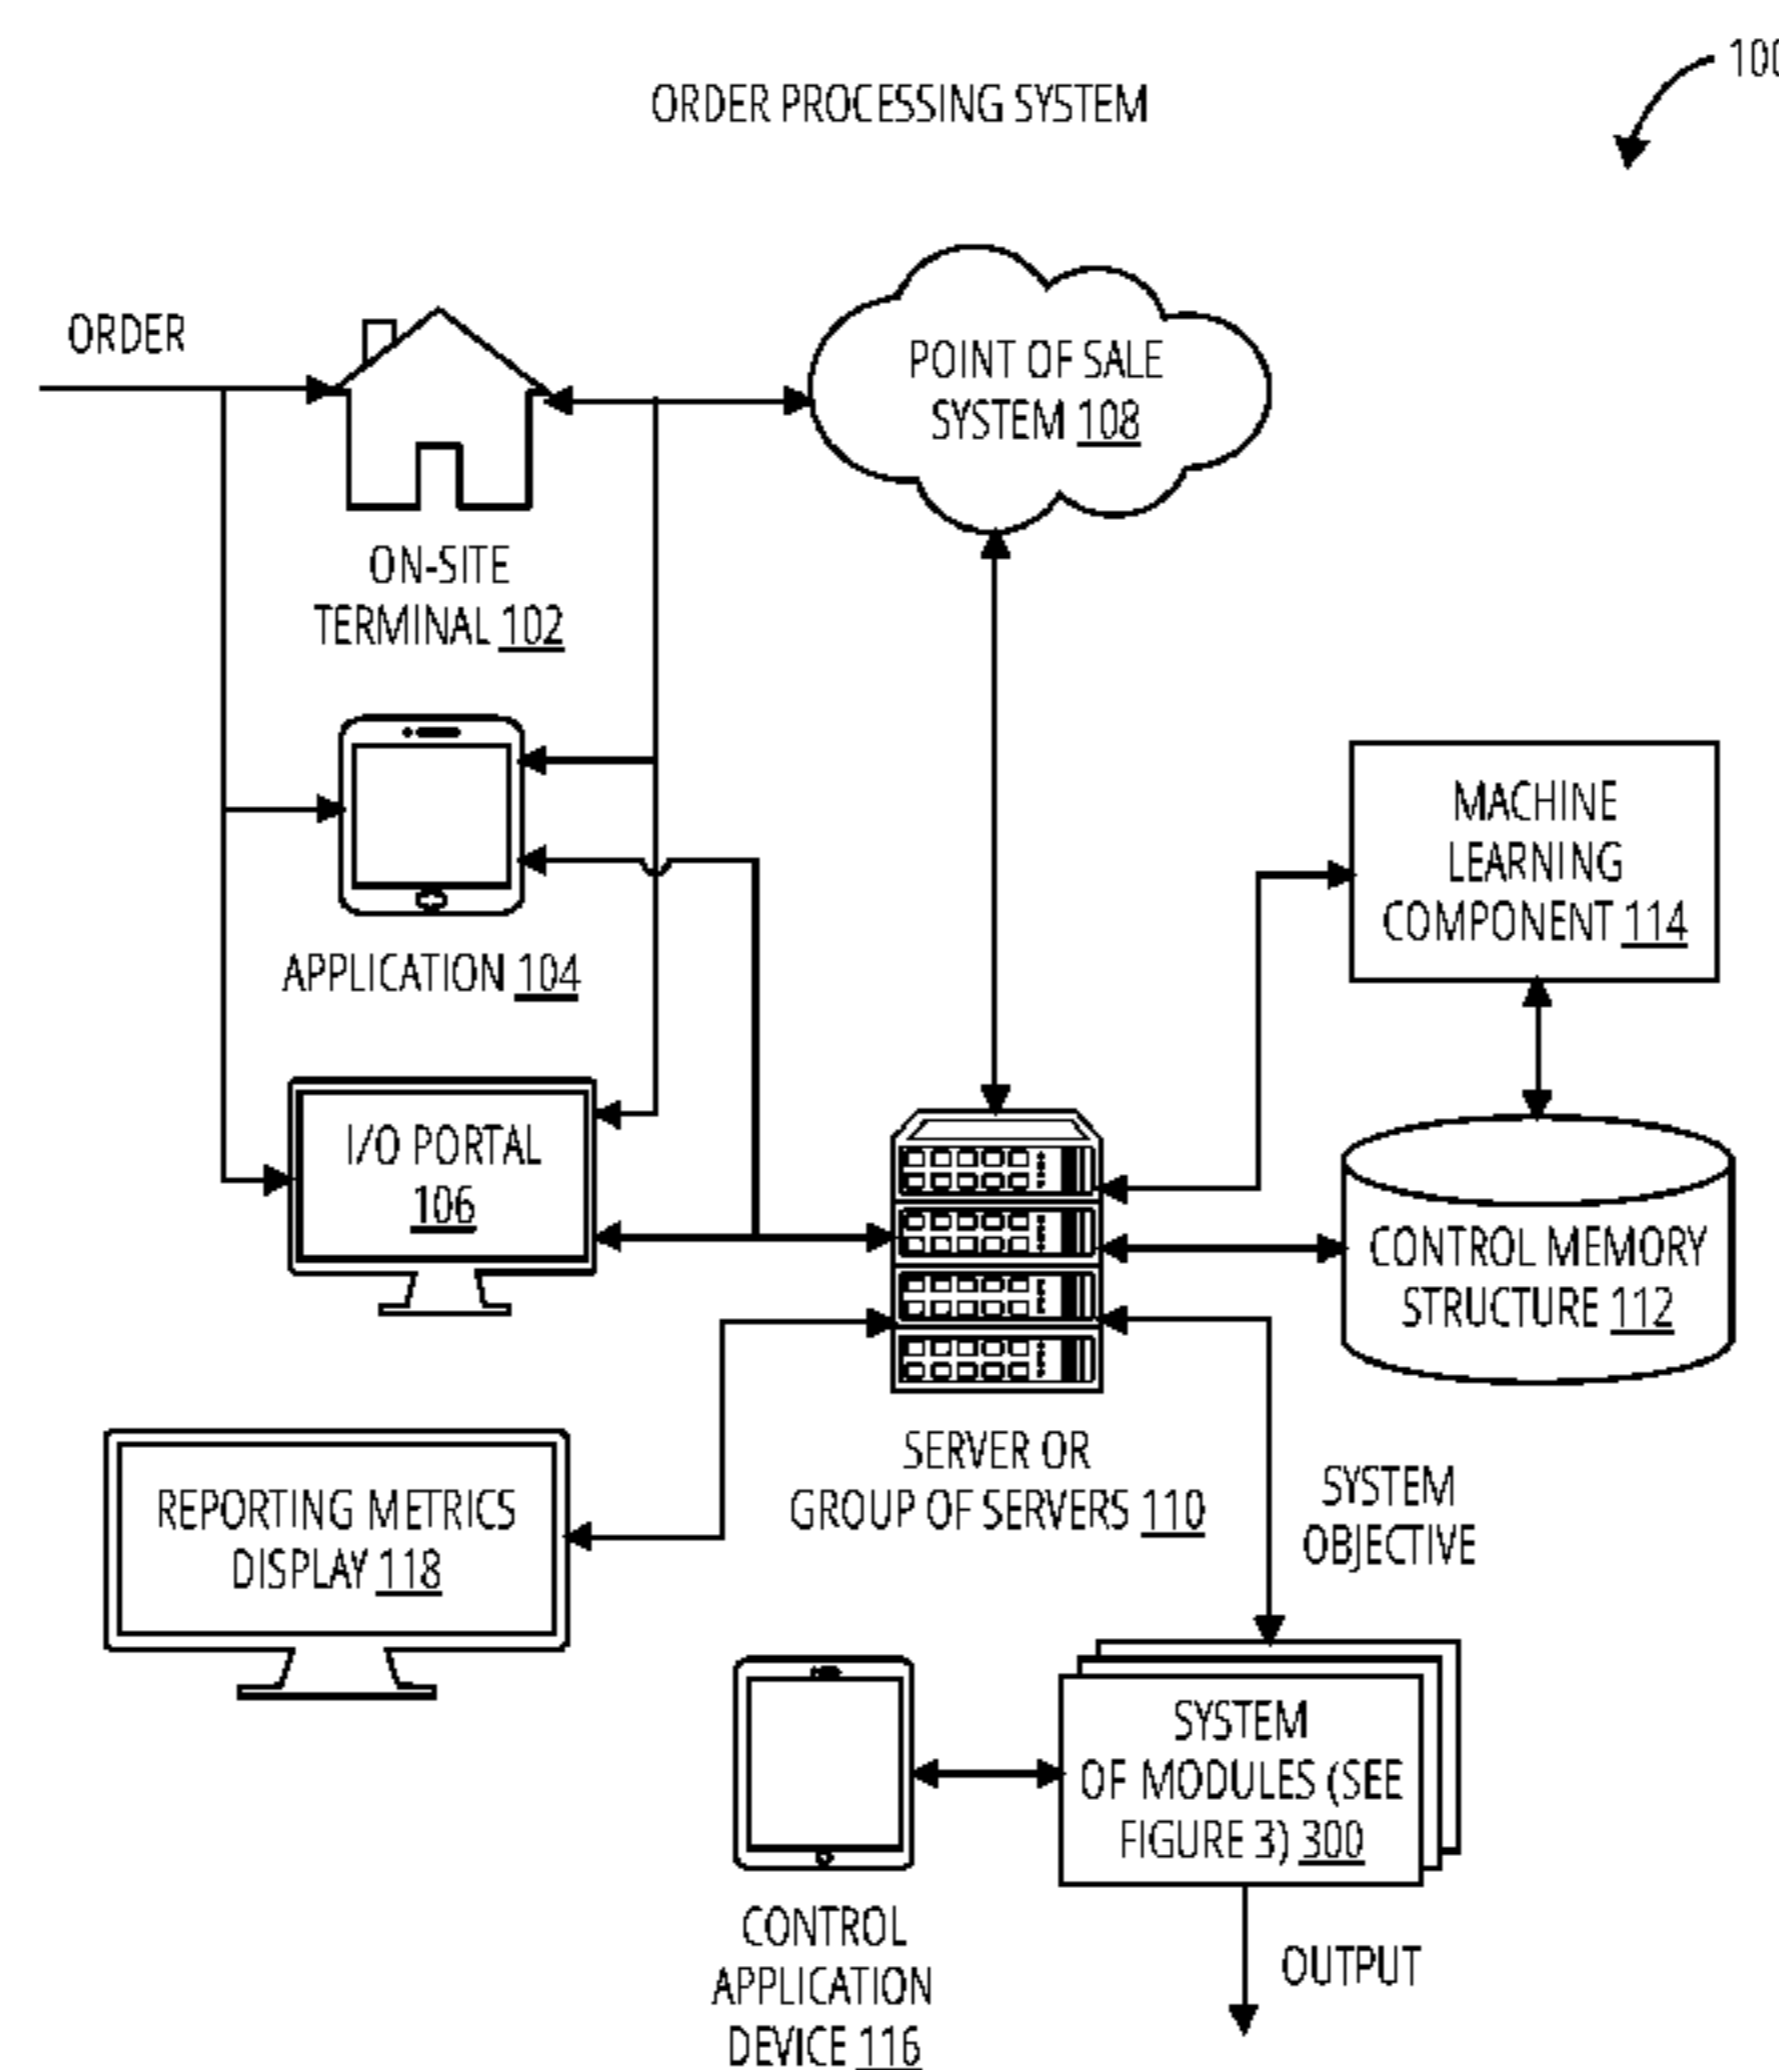 100
ORDER PROCESSING SYSTEM
ORDER
POINT OF SALE
SYSTEM 108
ON-SITE
TERMINAL 102
MACHINE
LEARNING
COMPONENT 114
APPLICATION 104
I/O PORTAL
106
CONTROL MEMORY
STRUCTURE 112
SERVER OR
GROUP OF SERVERS 110
SYSTEM
OBJECTIVE
REPORTING METRICS
DISPLAY 118
SYSTEM
OF MODULES (SEE
FIGURE 3) 300
CONTROL
APPLICATION
DEVICE 116
OUTPUT